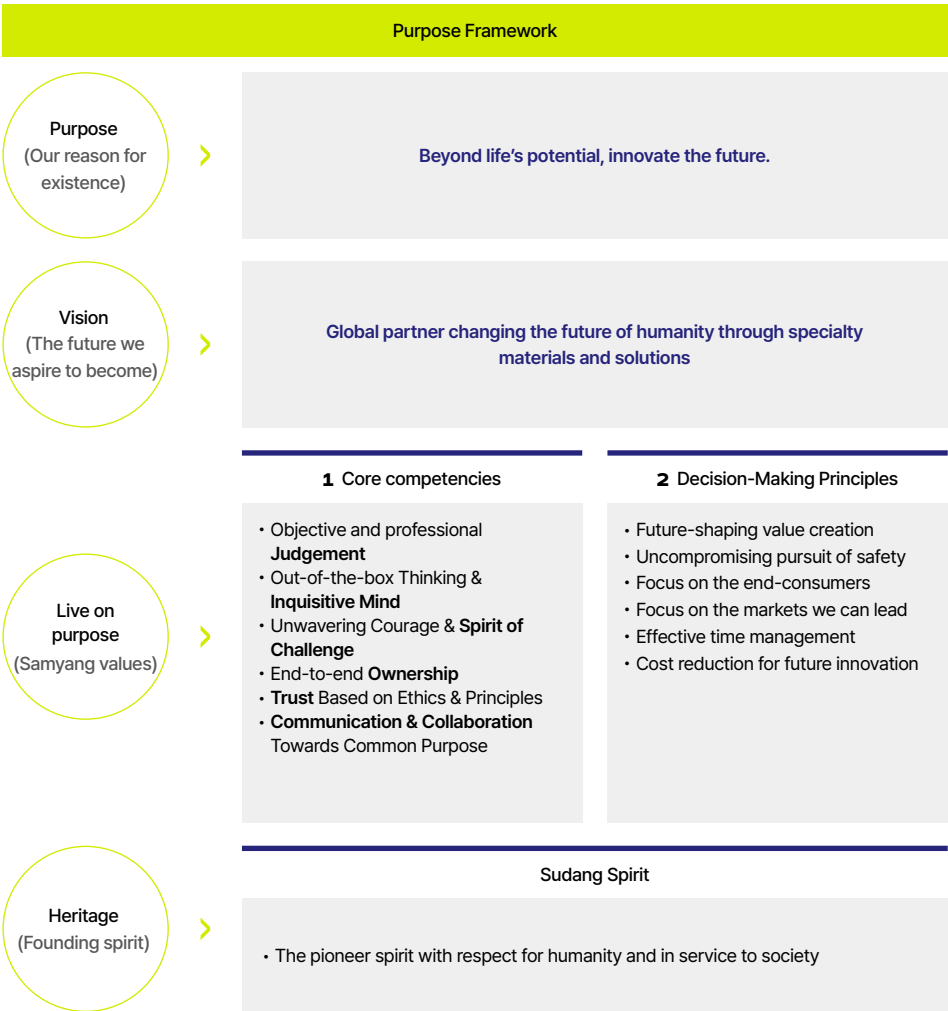 Purpose Framework
Purpose
(Our reason for
existence)
Beyond life's potential, innovate the future.
Vision
(The future we
aspire to become)
Global partner changing the future of humanity through specialty
materials and solutions
Live on
purpose
(Samyang values)
1 Core competencies
• Objective and professional
Judgement
• Out-of-the-box Thinking &
Inquisitive Mind
• Unwavering Courage & Spirit of
Challenge
• End-to-end Ownership
• Trust Based on Ethics & Principles
• Communication & Collaboration
Towards Common Purpose
2 Decision-Making Principles
• Future-shaping value creation
• Uncompromising pursuit of safety
• Focus on the end-consumers
• Focus on the markets we can lead
• Effective time management
• Cost reduction for future innovation
Heritage
(Founding spirit)
Sudang Spirit
• The pioneer spirit with respect for humanity and in service to society